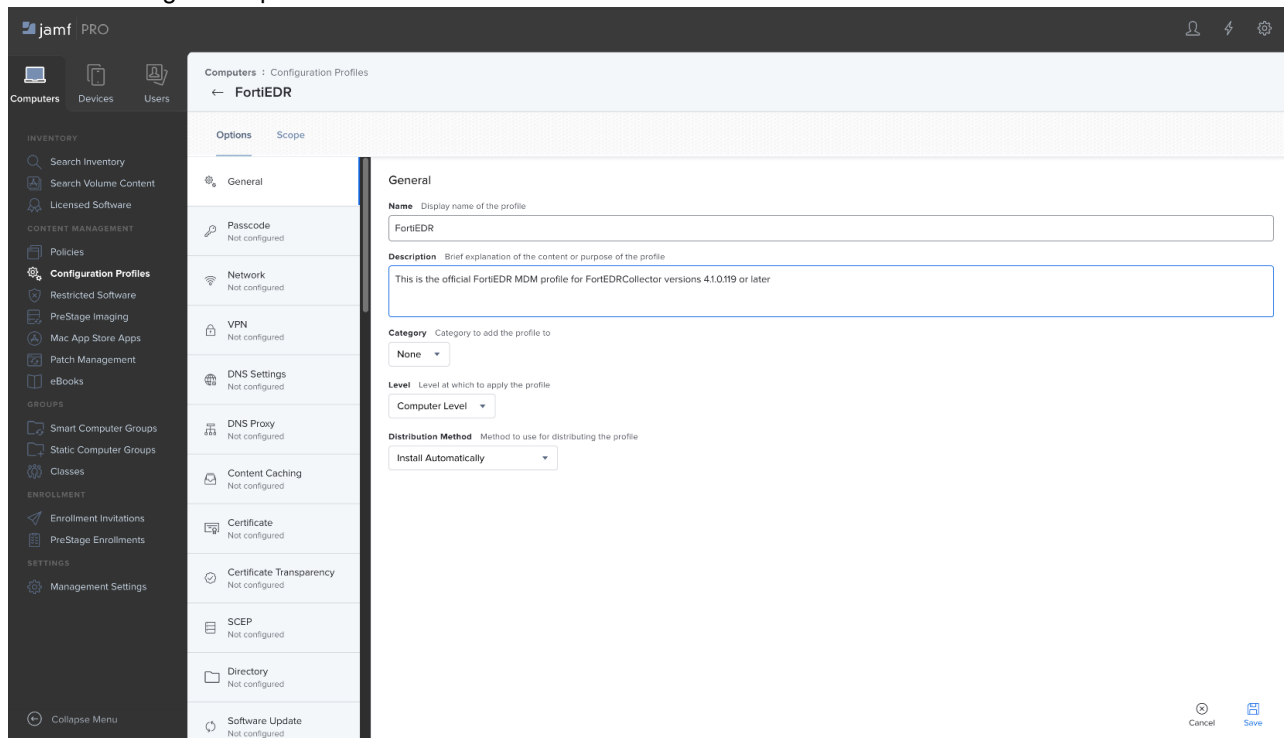 jamf PRO
Computers
Devices
Users
INVENTORY
Search Inventory
Search Volume Content
Licensed Software
CONTENT MANAGEMENT
Policies
Configuration Profiles
Restricted Software
PreStage Imaging
Mac App Store Apps
Patch Management
eBooks
GROUPS
Smart Computer Groups
Static Computer Groups
Classes
ENROLLMENT
Enrollment Invitations
PreStage Enrollments
SETTINGS
Management Settings
Collapse Menu
Computers : Configuration Profiles
← FortiEDR
Options Scope
General
Passcode
Not configured
Network
Not configured
VPN
Not configured
DNS Settings
Not configured
DNS Proxy
Not configured
Content Caching
Not configured
Certificate
Not configured
Certificate Transparency
Not configured
SCEP
Not configured
Directory
Not configured
Software Update
Not configured
General
Name Display name of the profile
FortiEDR
Description Brief explanation of the content or purpose of the profile
This is the official FortiEDR MDM profile for FortEDRCollector versions 4.1.0.119 or later
Category Category to add the profile to
None
Level Level at which to apply the profile
Computer Level
Distribution Method Method to use for distributing the profile
Install Automatically
Cancel
Save